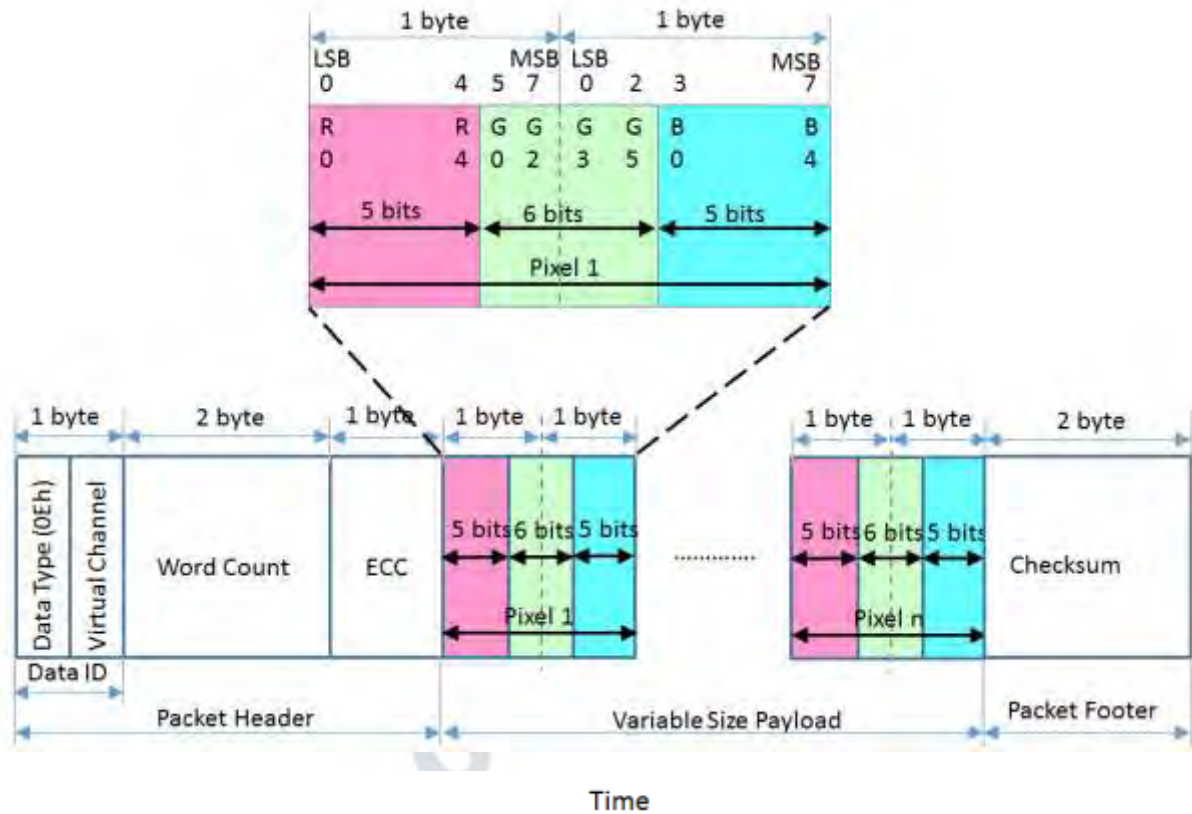 1 byte 1 byte
LSB MSB LSB MSB
0 4 5 7 0 2 3 7
R R G G G G B B
0 4 0 2 3 5 0 4
5 bits 6 bits 5 bits
Pixel 1
1 byte 2 byte 1 byte 1 byte 1 byte 1 byte 1 byte 2 byte
Data Type (0Eh)
Virtual Channel
Word Count ECC
5 bits 6 bits 5 bits
Pixel 1
..............
5 bits 6 bits 5 bits
Pixel n
Checksum
Data ID
Packet Header Variable Size Payload Packet Footer
Time